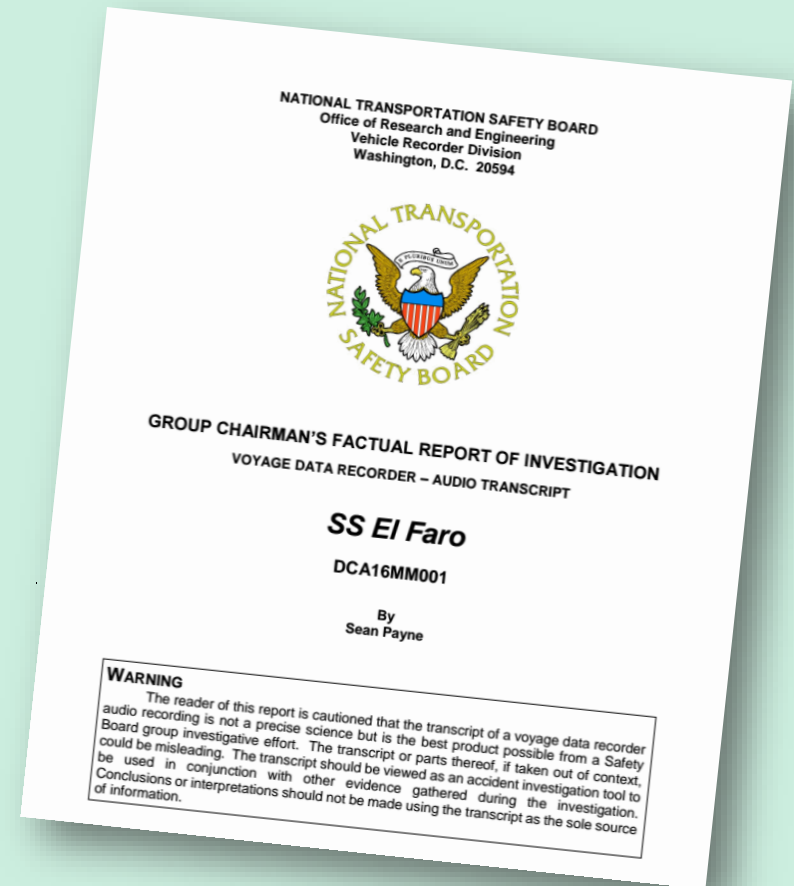 NATIONAL TRANSPORTATION SAFETY BOARD
Office of Research and Engineering
Vehicle Recorder Division
Washington, D.C.  20594
NATIONAL TRANSPORTATION
SAFETY BOARD
E PLURIBUS UNUM
GROUP CHAIRMAN'S FACTUAL REPORT OF INVESTIGATION
VOYAGE DATA RECORDER – AUDIO TRANSCRIPT
SS El Faro
DCA16MM001
By
Sean Payne
WARNING
The reader of this report is cautioned that the transcript of a voyage data recorder
audio recording is not a precise science but is the best product possible from a Safety
Board group investigative effort.  The transcript or parts thereof, if taken out of context,
could be misleading.  The transcript should be viewed as an accident investigation tool to
be used in conjunction with other evidence gathered during the investigation.
Conclusions or interpretations should not be made using the transcript as the sole source
of information.